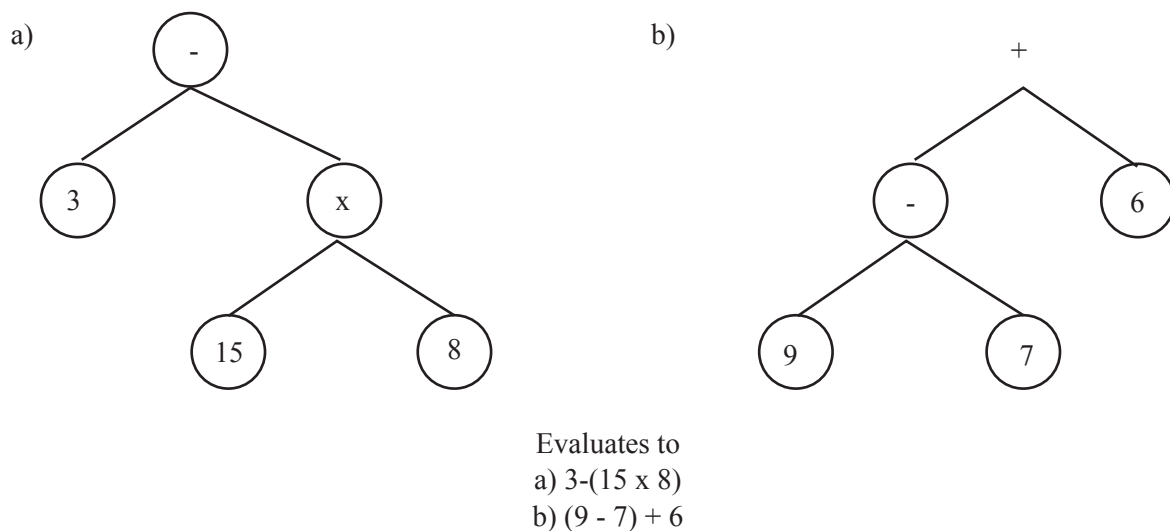 a)
-
3
x
15
8
b)
+
-
6
9
7
Evaluates to
a) 3-(15 x 8)
b) (9 - 7) + 6